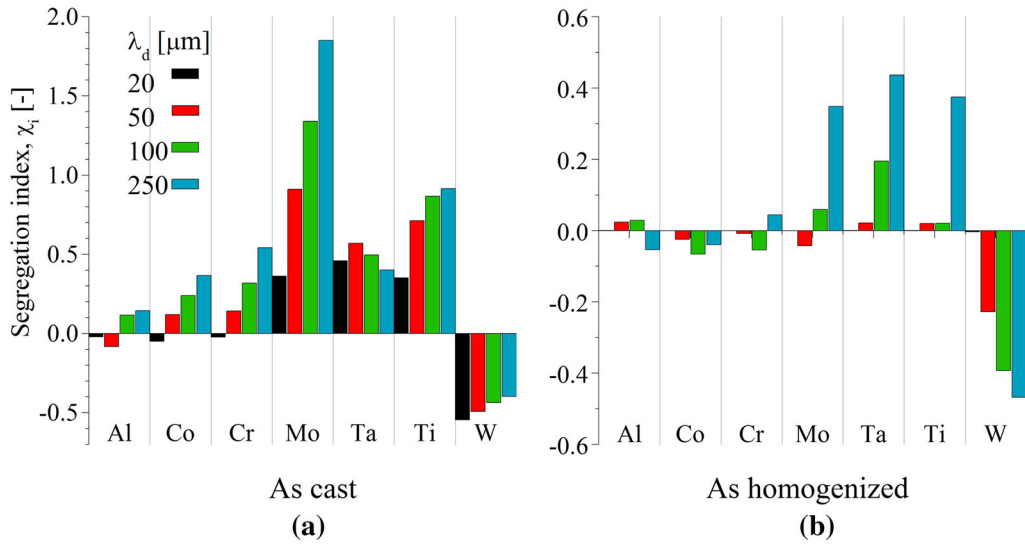 Segregation index, χi [-]
2.0
1.5
1.0
0.5
0.0
-0.5
λd [µm]
20
50
100
250
Al Co Cr Mo Ta Ti W
As cast
(a)
0.6
0.4
0.2
0.0
-0.2
-0.4
-0.6
Al Co Cr Mo Ta Ti W
As homogenized
(b)